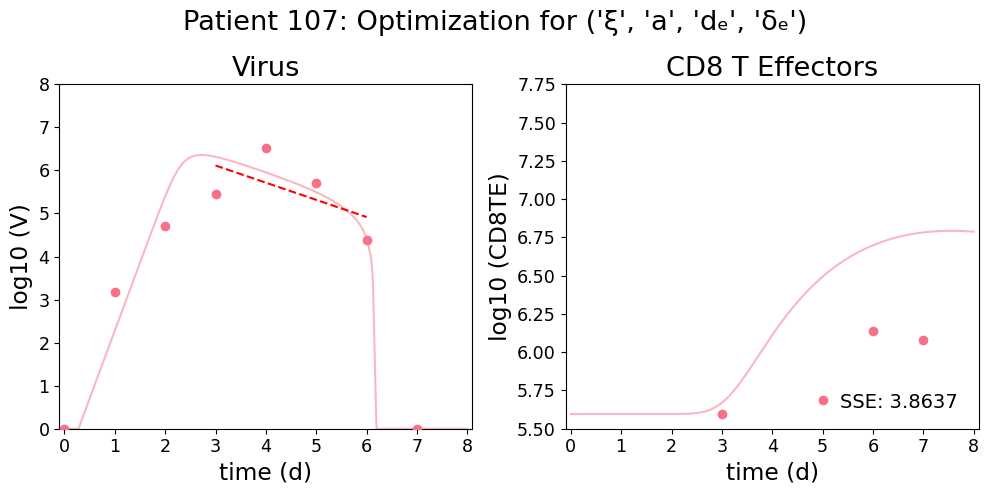 Patient 107: Optimization for ('ξ', 'a', 'dₑ', 'δₑ')
Virus
CD8 T Effectors
log10 (V)
8
7
6
5
4
3
2
1
0
0 1 2 3 4 5 6 7 8
time (d)
log10 (CD8TE)
7.75
7.50
7.25
7.00
6.75
6.50
6.25
6.00
5.75
5.50
SSE: 3.8637
0 1 2 3 4 5 6 7 8
time (d)